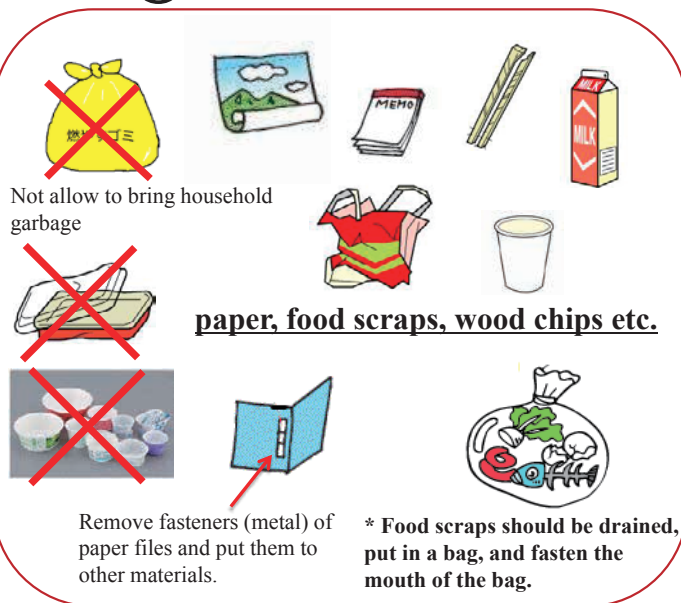 燃やすゴミ
MEMO
MILK
MILK
Not allow to bring household
garbage
paper, food scraps, wood chips etc.
Remove fasteners (metal) of
paper files and put them to
other materials.
* Food scraps should be drained,
put in a bag, and fasten the
mouth of the bag.